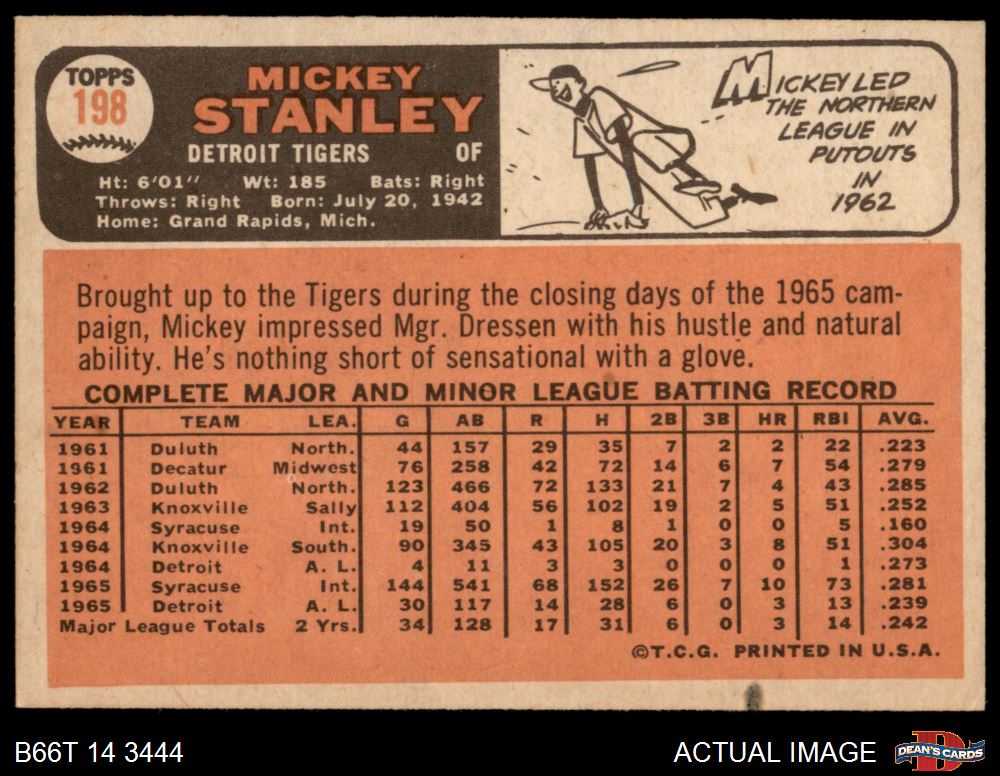 TOPPS
198
MICKEY
STANLEY
DETROIT TIGERS OF
Ht: 6'01" Wt: 185 Bats: Right
Throws: Right Born: July 20, 1942
Home: Grand Rapids, Mich.
MICKEY LED
THE NORTHERN
LEAGUE IN
PUTOUTS
IN
1962
Brought up to the Tigers during the closing days of the 1965 cam-
paign, Mickey impressed Mgr. Dressen with his hustle and natural
ability. He's nothing short of sensational with a glove.
COMPLETE MAJOR AND MINOR LEAGUE BATTING RECORD
YEAR TEAM LEA. G AB R H 2B 3B HR RBI AVG.
1961 Duluth North. 44 157 29 35 7 2 2 22 .223
1961 Decatur Midwest 76 258 42 72 14 6 7 54 .279
1962 Duluth North. 123 466 72 133 21 7 4 43 .285
1963 Knoxville Sally 112 404 56 102 19 2 5 51 .252
1964 Syracuse Int. 19 50 1 8 1 0 0 5 .160
1964 Knoxville South. 90 345 43 105 20 3 8 51 .304
1964 Detroit A. L. 4 11 3 3 0 0 0 1 .273
1965 Syracuse Int. 144 541 68 152 26 7 10 73 .281
1965 Detroit A. L. 30 117 14 28 6 0 3 13 .239
Major League Totals 2 Yrs. 34 128 17 31 6 0 3 14 .242
©T.C.G. PRINTED IN U.S.A.
B66T 14 3444
ACTUAL IMAGE
D
DEAN'S CARDS